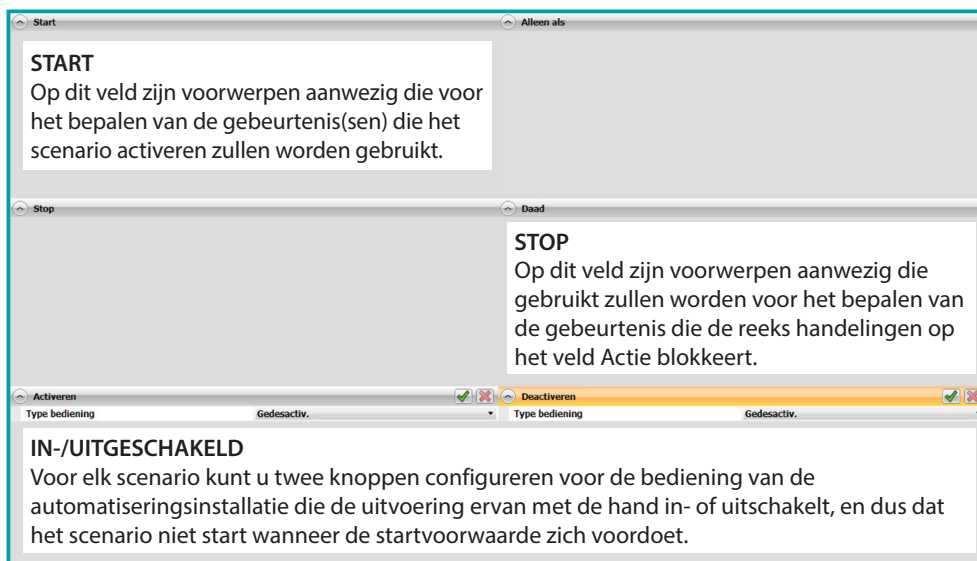 Start
Alleen als
START
Op dit veld zijn voorwerpen aanwezig die voor
het bepalen van de gebeurtenis(sen) die het
scenario activeren zullen worden gebruikt.
Stop
Daad
STOP
Op dit veld zijn voorwerpen aanwezig die
gebruikt zullen worden voor het bepalen van
de gebeurtenis die de reeks handelingen op
het veld Actie blokkeert.
Activeren
Deactiveren
Type bediening Gedesactiv.
Type bediening Gedesactiv.
IN-/UITGESCHAKELD
Voor elk scenario kunt u twee knoppen configureren voor de bediening van de
automatiseringsinstallatie die de uitvoering ervan met de hand in- of uitschakelt, en dus dat
het scenario niet start wanneer de startvoorwaarde zich voordoet.